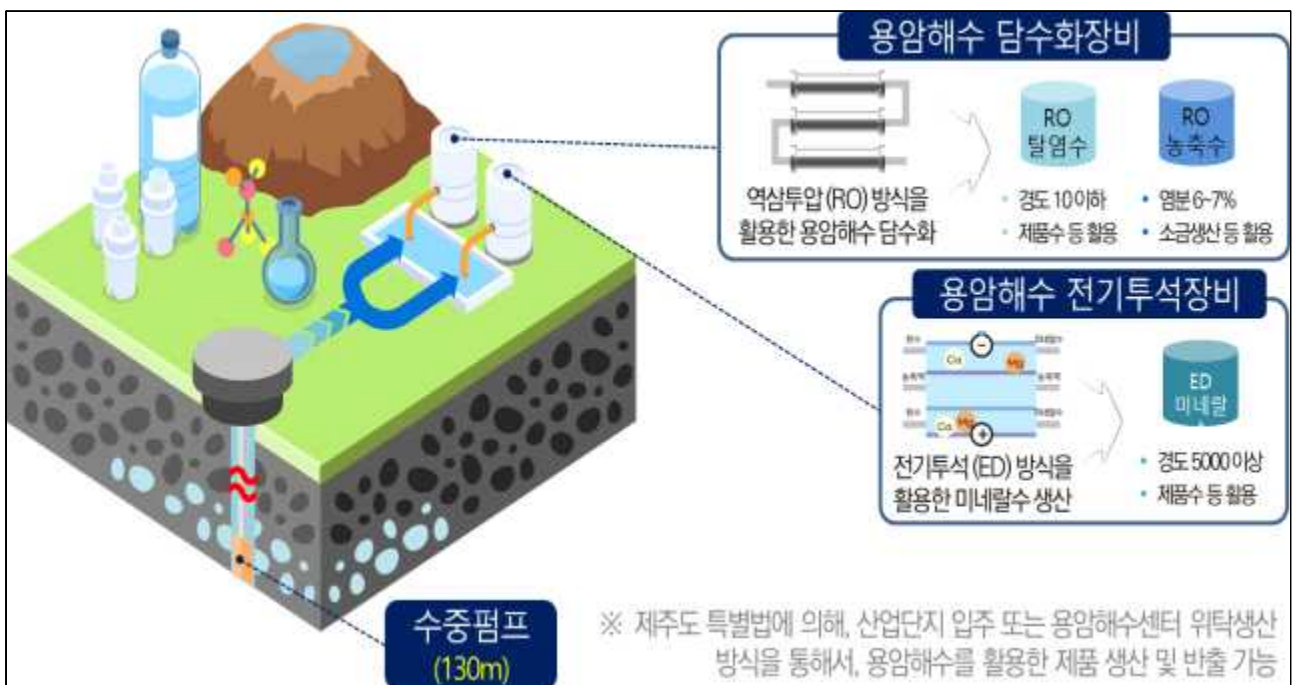 용암해수 담수화장비
역삼투압(RO) 방식을
활용한 용암해수 담수화
RO
탈염수
• 경도 10이하
• 제품수 등 활용
RO
농축수
• 염분 6~7%
• 소금생산 등 활용
용암해수 전기투석장비
Ca
Mg
Ca
Mg
전기투석(ED) 방식을
활용한 미네랄수 생산
ED
미네랄
• 경도 5000 이상
• 제품수 등 활용
수중펌프
(130m)
※ 제주도 특별법에 의해, 산업단지 입주 또는 용암해수센터 위탁생산
방식을 통해서, 용암해수를 활용한 제품 생산 및 반출 가능